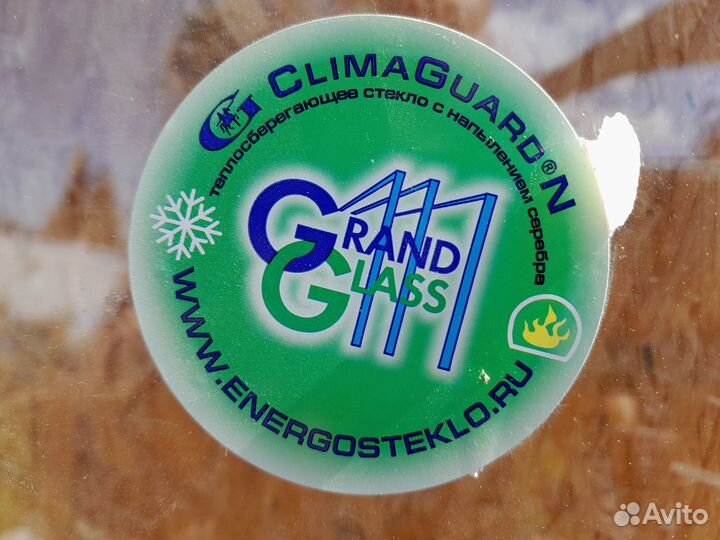 ClimaGuard® N
теплосберегающее стекло с напылением серебра
Grand
Glass
www.energosteklo.ru
Avito